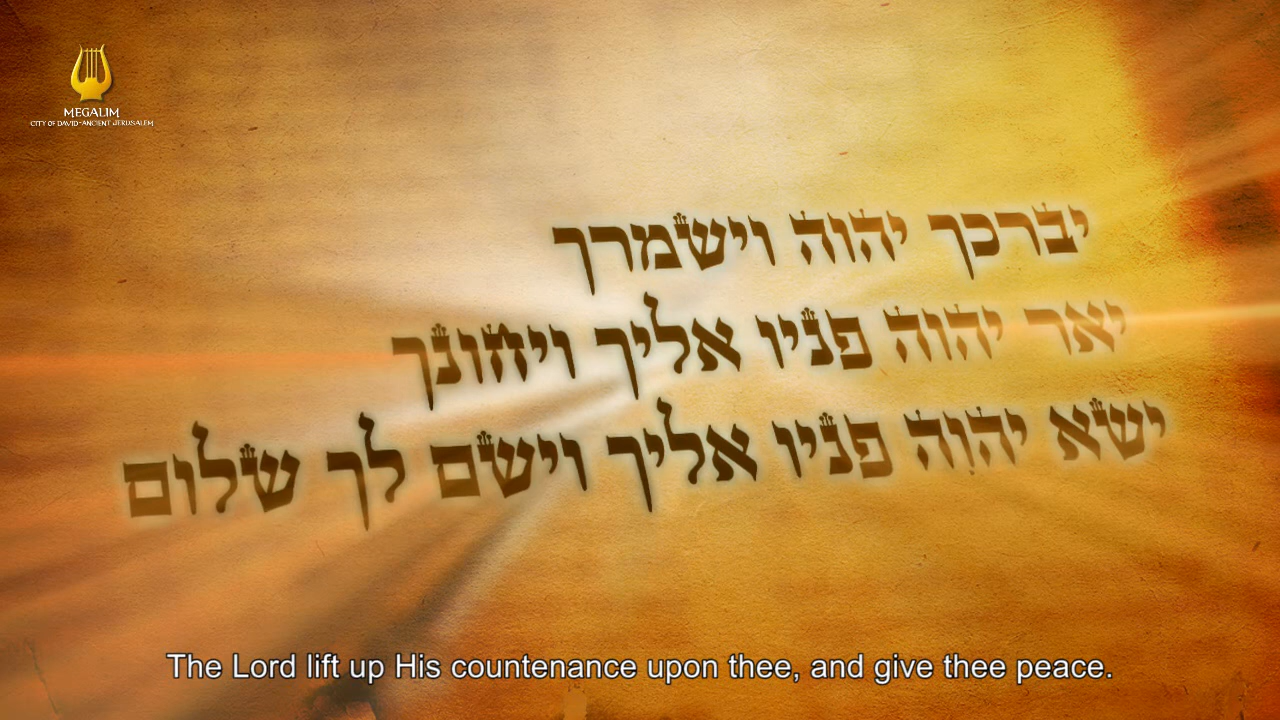 MEGALIM
CITY OF DAVID-ANCIENT JERUSALEM
יברכך יהוה וישמרך
יאר יהוה פניו אליך ויחונך
ישא יהוה פניו אליך וישם לך שלום
The Lord lift up His countenance upon thee, and give thee peace.